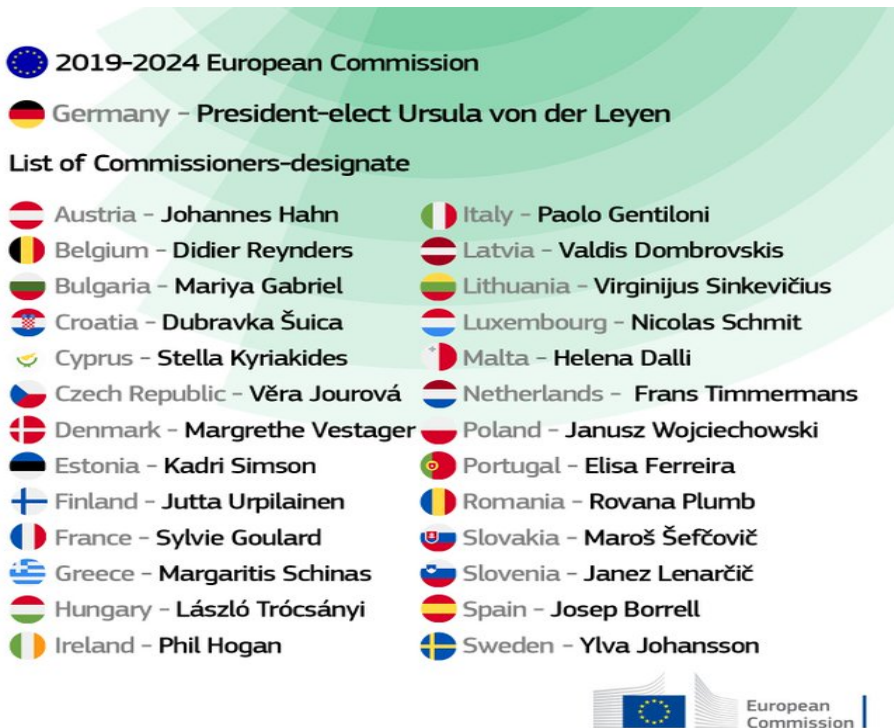 2019-2024 European Commission
Germany - President-elect Ursula von der Leyen
List of Commissioners-designate
Austria - Johannes Hahn
Belgium - Didier Reynders
Bulgaria - Mariya Gabriel
Croatia - Dubravka Šuica
Cyprus - Stella Kyriakides
Czech Republic - Věra Jourová
Denmark - Margrethe Vestager
Estonia - Kadri Simson
Finland - Jutta Urpilainen
France - Sylvie Goulard
Greece - Margaritis Schinas
Hungary - László Trócsányi
Ireland - Phil Hogan
Italy - Paolo Gentiloni
Latvia - Valdis Dombrovskis
Lithuania - Virginijus Sinkevičius
Luxembourg - Nicolas Schmit
Malta - Helena Dalli
Netherlands - Frans Timmermans
Poland - Janusz Wojciechowski
Portugal - Elisa Ferreira
Romania - Rovana Plumb
Slovakia - Maroš Šefčovič
Slovenia - Janez Lenarčič
Spain - Josep Borrell
Sweden - Ylva Johansson
European
Commission